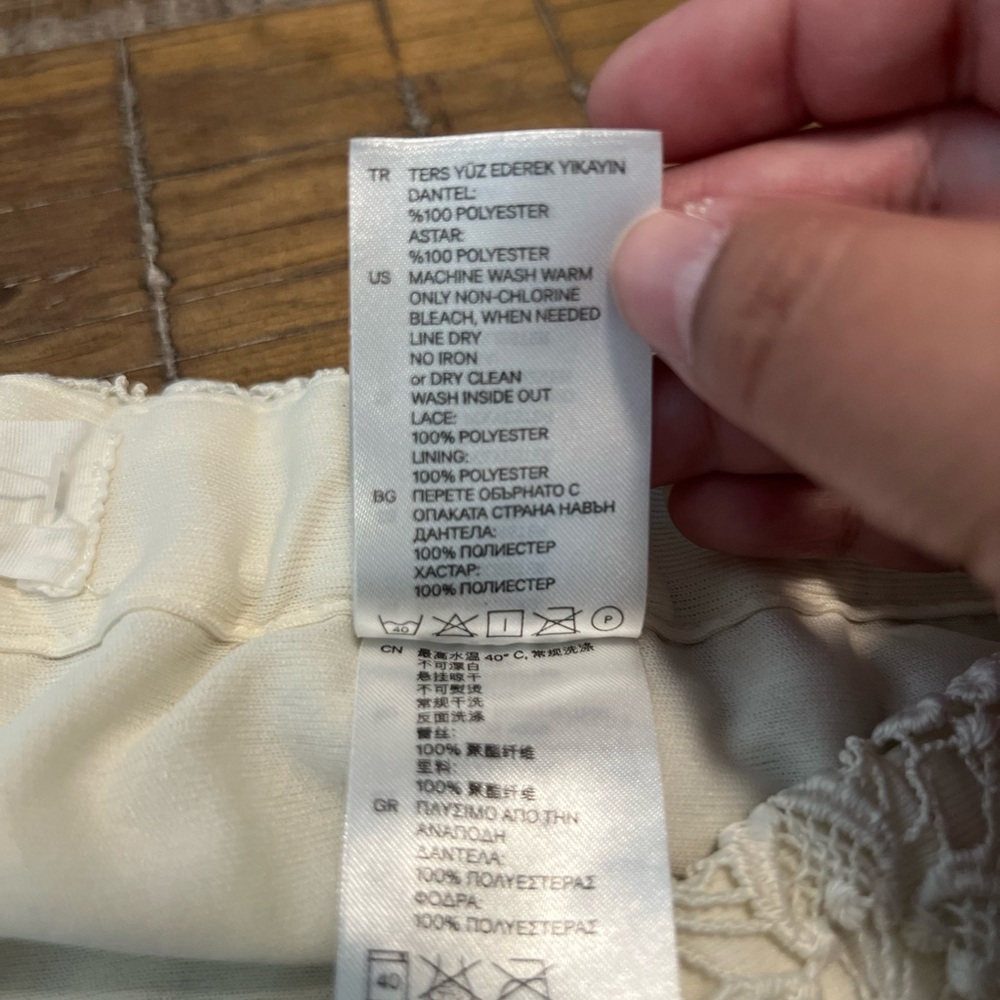 TR TERS YÜZ EDEREK YIKAYIN
DANTEL:
%100 POLYESTER
ASTAR:
%100 POLYESTER
US MACHINE WASH WARM
ONLY NON-CHLORINE
BLEACH, WHEN NEEDED
LINE DRY
NO IRON
or DRY CLEAN
WASH INSIDE OUT
LACE:
100% POLYESTER
LINING:
100% POLYESTER
BG ПЕРЕТЕ ОБЪРНАТО С
ОПАКАТА СТРАНА НАВЪН
ДАНТЕЛА:
100% ПОЛИЕСТЕР
ХАСТАР:
100% ПОЛИЕСТЕР
40 P
CN 最高水温 40° C, 常规洗涤
不可漂白
悬挂晾干
不可熨烫
常规干洗
反面洗涤
蕾丝:
100% 聚酯纤维
里料:
100% 聚酯纤维
GR ΠΛΥΣΙΜΟ ΑΠΟ ΤΗΝ
ΑΝΑΠΟΔΗ
ΔΑΝΤΕΛΑ:
100% ΠΟΛΥΕΣΤΕΡΑΣ
ΦΟΔΡΑ:
100% ΠΟΛΥΕΣΤΕΡΑΣ
40